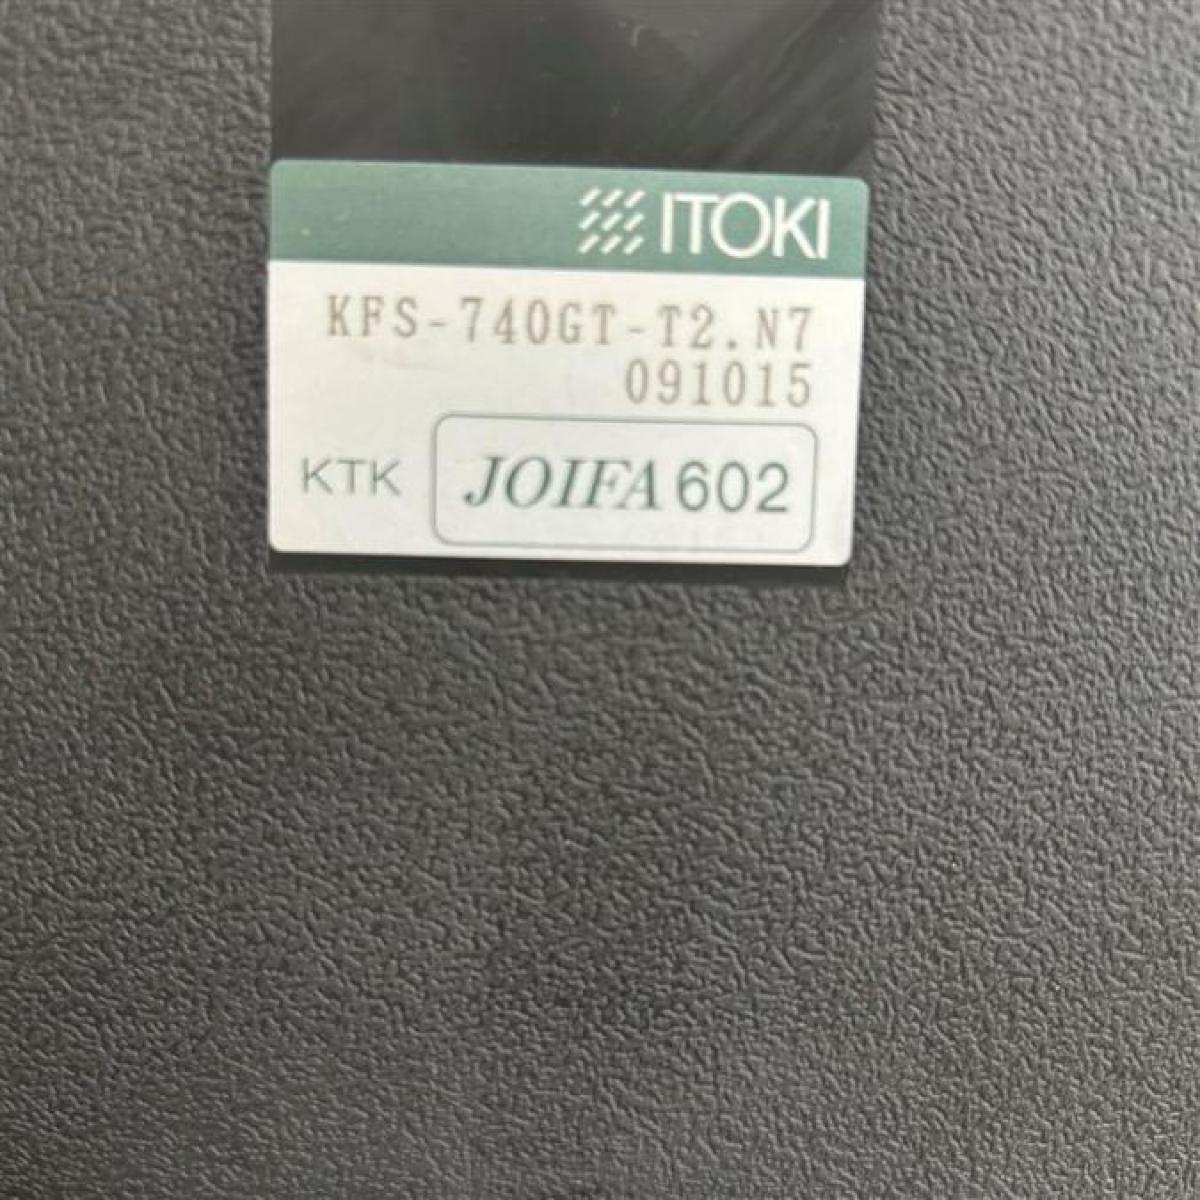 ITOKI
KFS-740GT-T2.N7
091015
KTK JOIFA 602